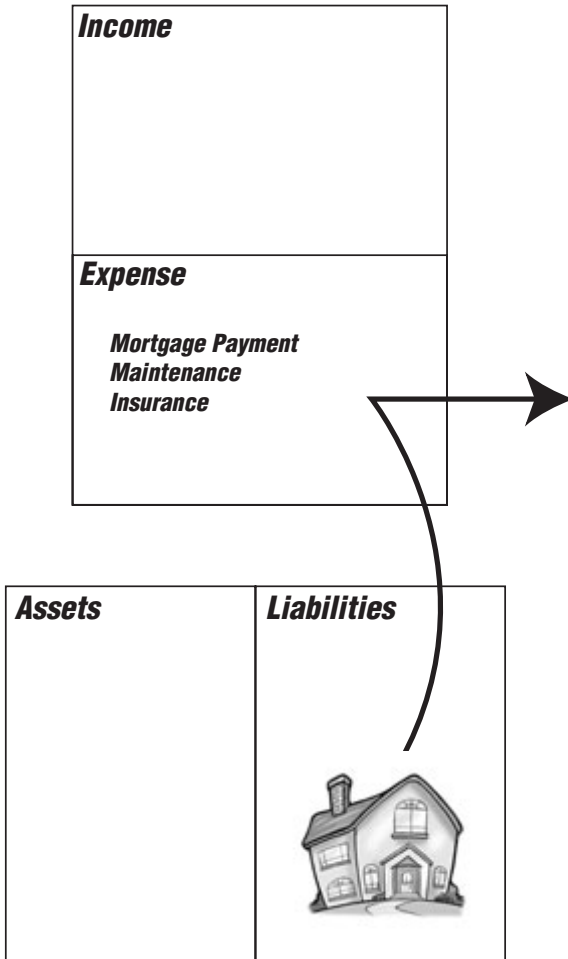 Income
Expense
Mortgage Payment
Maintenance
Insurance
Assets
Liabilities